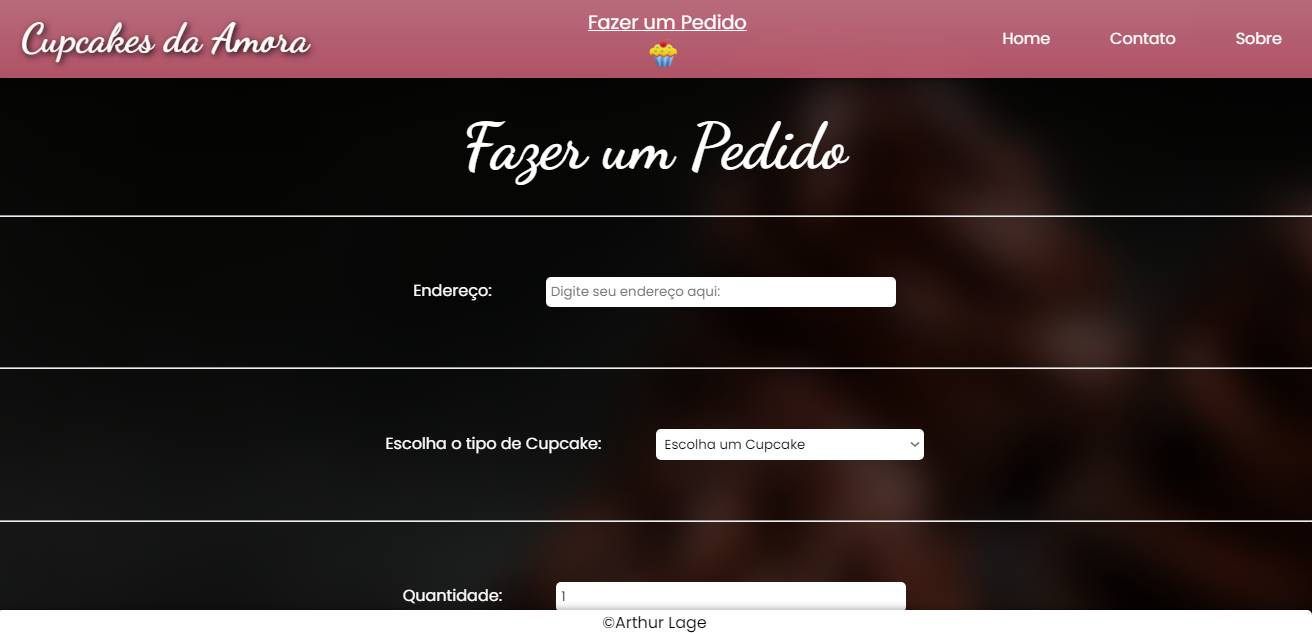 Cupcakes da Amora
Fazer um Pedido
Home
Contato
Sobre
Fazer um Pedido
Endereço:
Digite seu endereço aqui:
Escolha o tipo de Cupcake:
Escolha um Cupcake
Quantidade:
1
©Arthur Lage